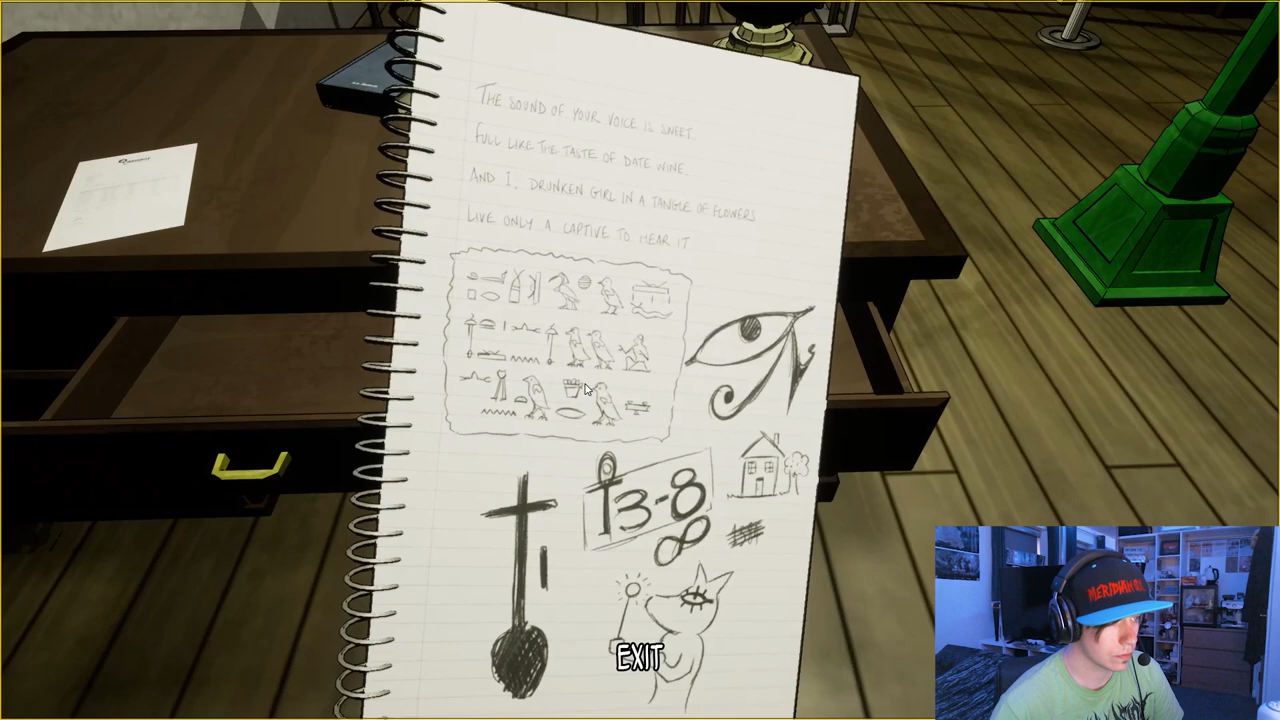 THE SOUND OF YOUR VOICE IS SWEET.
FULL LIKE THE TASTE OF DATE WINE.
AND I, DRUNKEN GIRL IN A TANGLE OF FLOWERS
LIVE ONLY A CAPTIVE TO HEAR IT
3-8
EXIT